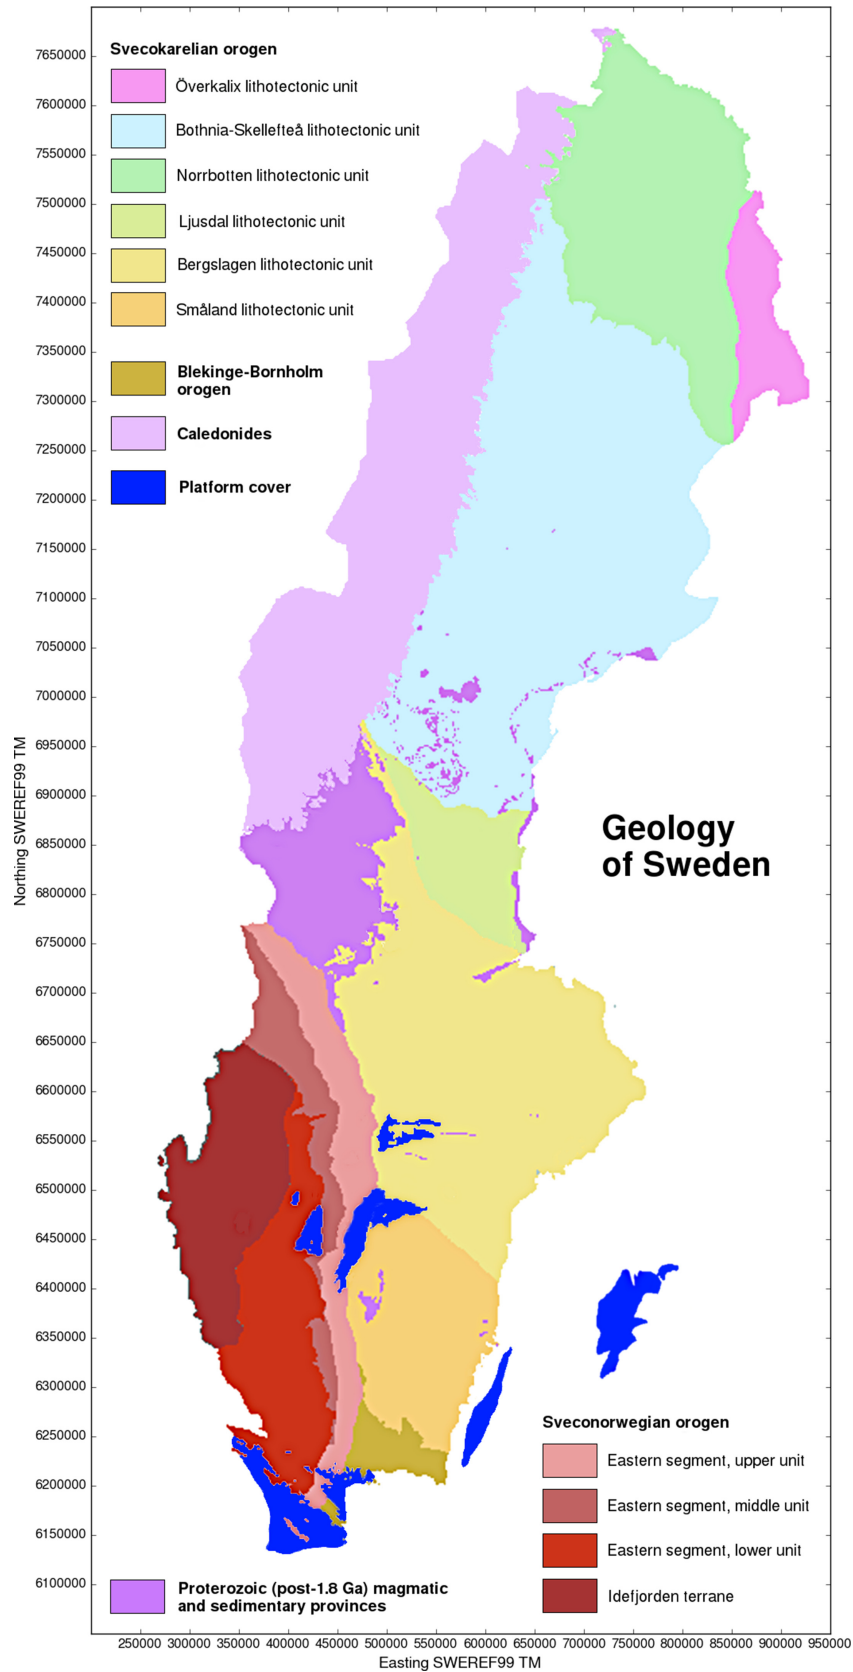 Svecokarelian orogen
Överkalix lithotectonic unit
Bothnia-Skellefteå lithotectonic unit
Norrbotten lithotectonic unit
Ljusdal lithotectonic unit
Bergslagen lithotectonic unit
Småland lithotectonic unit
Blekinge-Bornholm
orogen
Caledonides
Platform cover
Geology
of Sweden
Sveconorwegian orogen
Eastern segment, upper unit
Eastern segment, middle unit
Eastern segment, lower unit
Idefjorden terrane
Proterozoic (post-1.8 Ga) magmatic
and sedimentary provinces
Northing SWEREF99 TM
7650000
7600000
7550000
7500000
7450000
7400000
7350000
7300000
7250000
7200000
7150000
7100000
7050000
7000000
6950000
6900000
6850000
6800000
6750000
6700000
6650000
6600000
6550000
6500000
6450000
6400000
6350000
6300000
6250000
6200000
6150000
6100000
250000 300000 350000 400000 450000 500000 550000 600000 650000 700000 750000 800000 850000 900000 950000
Easting SWEREF99 TM